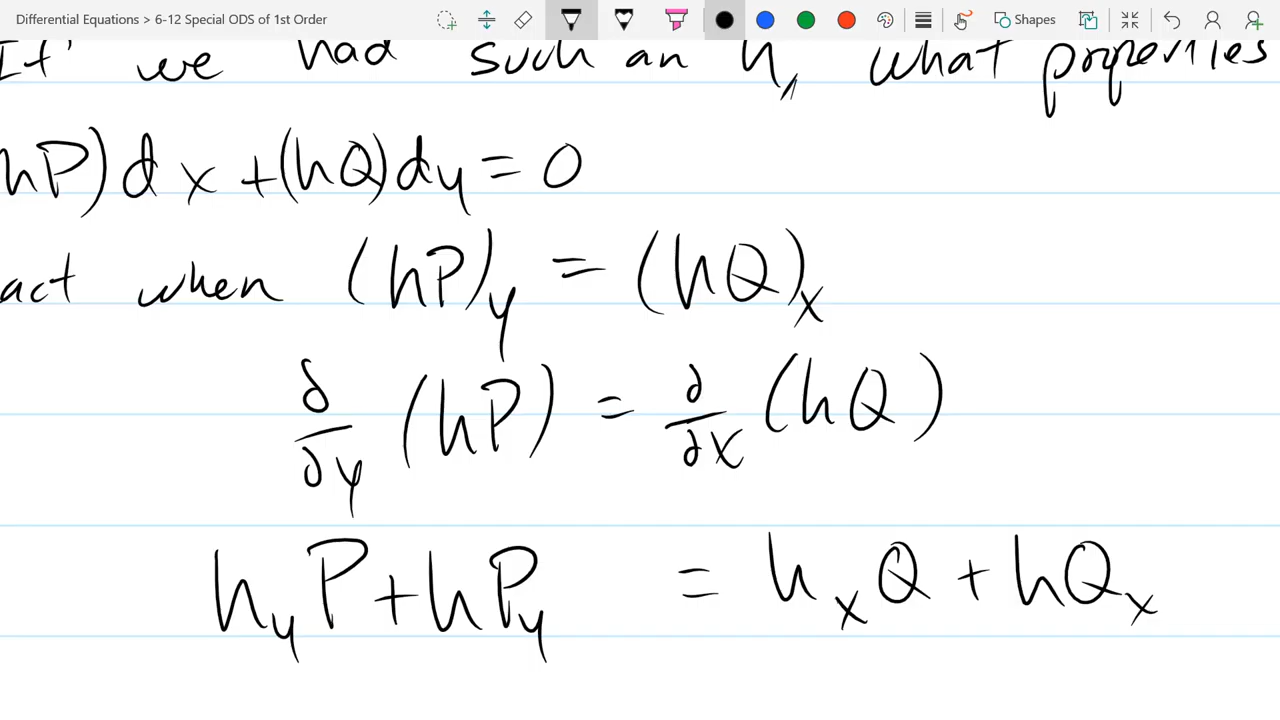 Differential Equations > 6-12 Special ODS of 1st Order
Shapes
If we had such an h, what properties
hP)dx+(hQ)dy=0
act when (hP)y = (hQ)x
∂/∂y (hP) = ∂/∂x (hQ)
hyP+hPy = hxQ+hQx